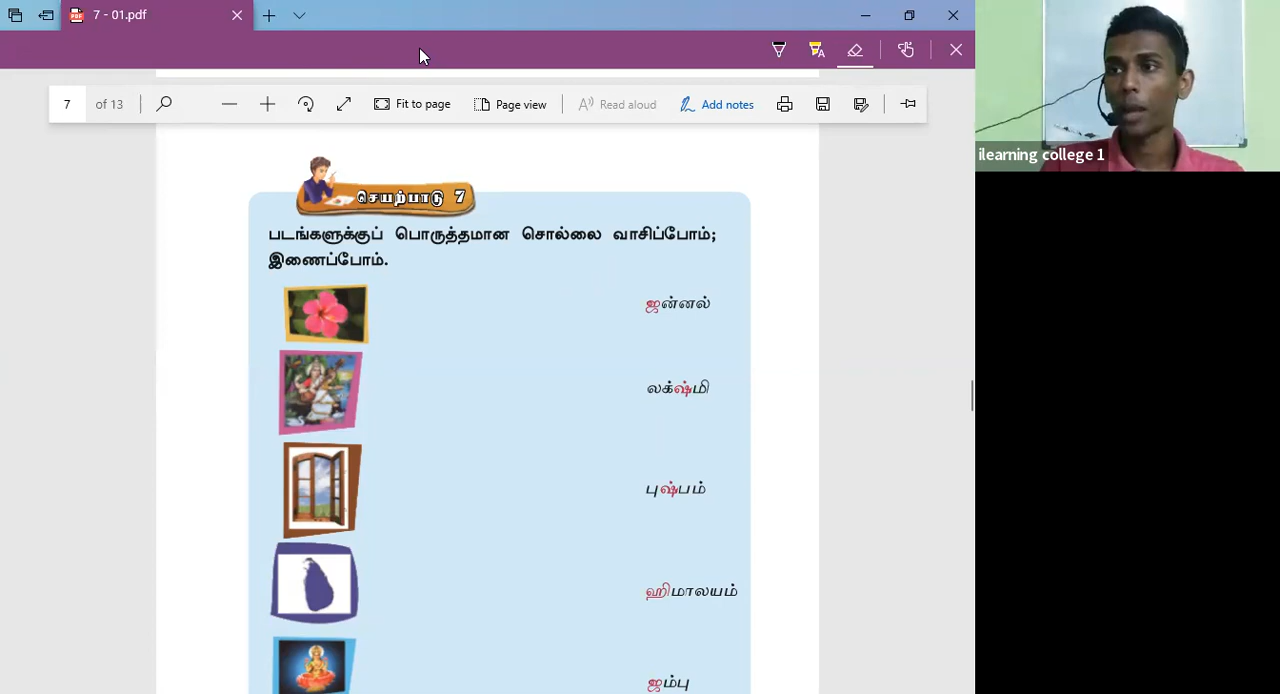 7 - 01.pdf
7 of 13 Fit to page Page view Read aloud Add notes
ilearning college 1
செயற்பாடு 7
படங்களுக்குப் பொருத்தமான சொல்லை வாசிப்போம்;
இணைப்போம்.
ஜன்னல்
லக்ஷ்மி
புஷ்பம்
ஹிமாலயம்
ஜம்பு